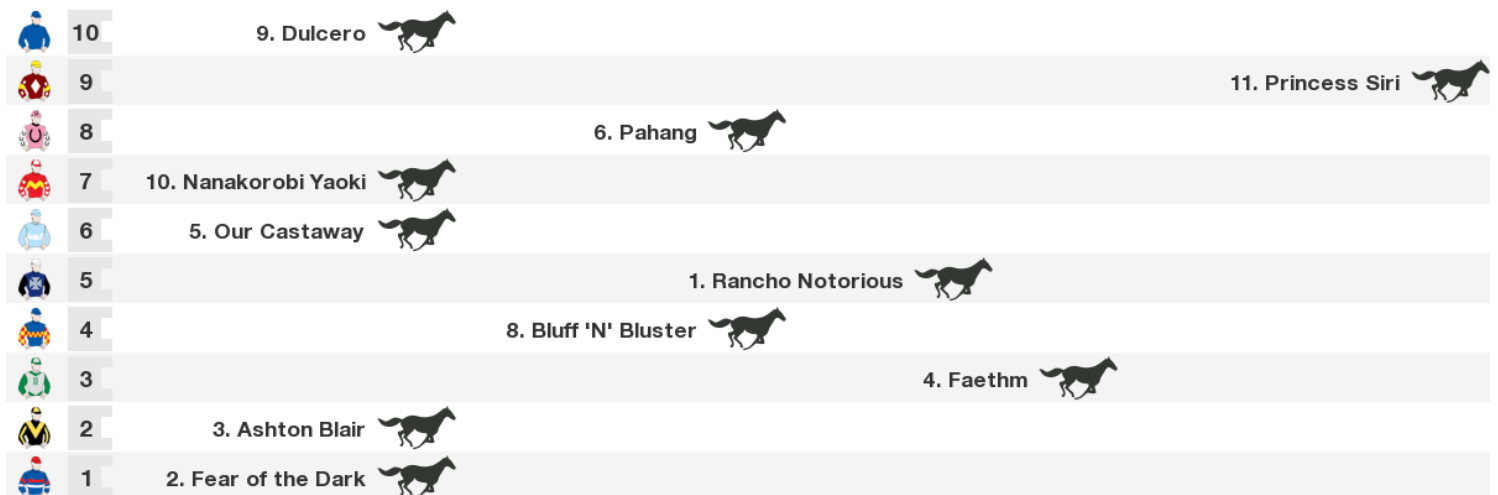 10 9. Dulcero
9 11. Princess Siri
8 6. Pahang
7 10. Nanakorobi Yaoki
6 5. Our Castaway
5 1. Rancho Notorious
4 8. Bluff 'N' Bluster
3 4. Faethm
2 3. Ashton Blair
1 2. Fear of the Dark